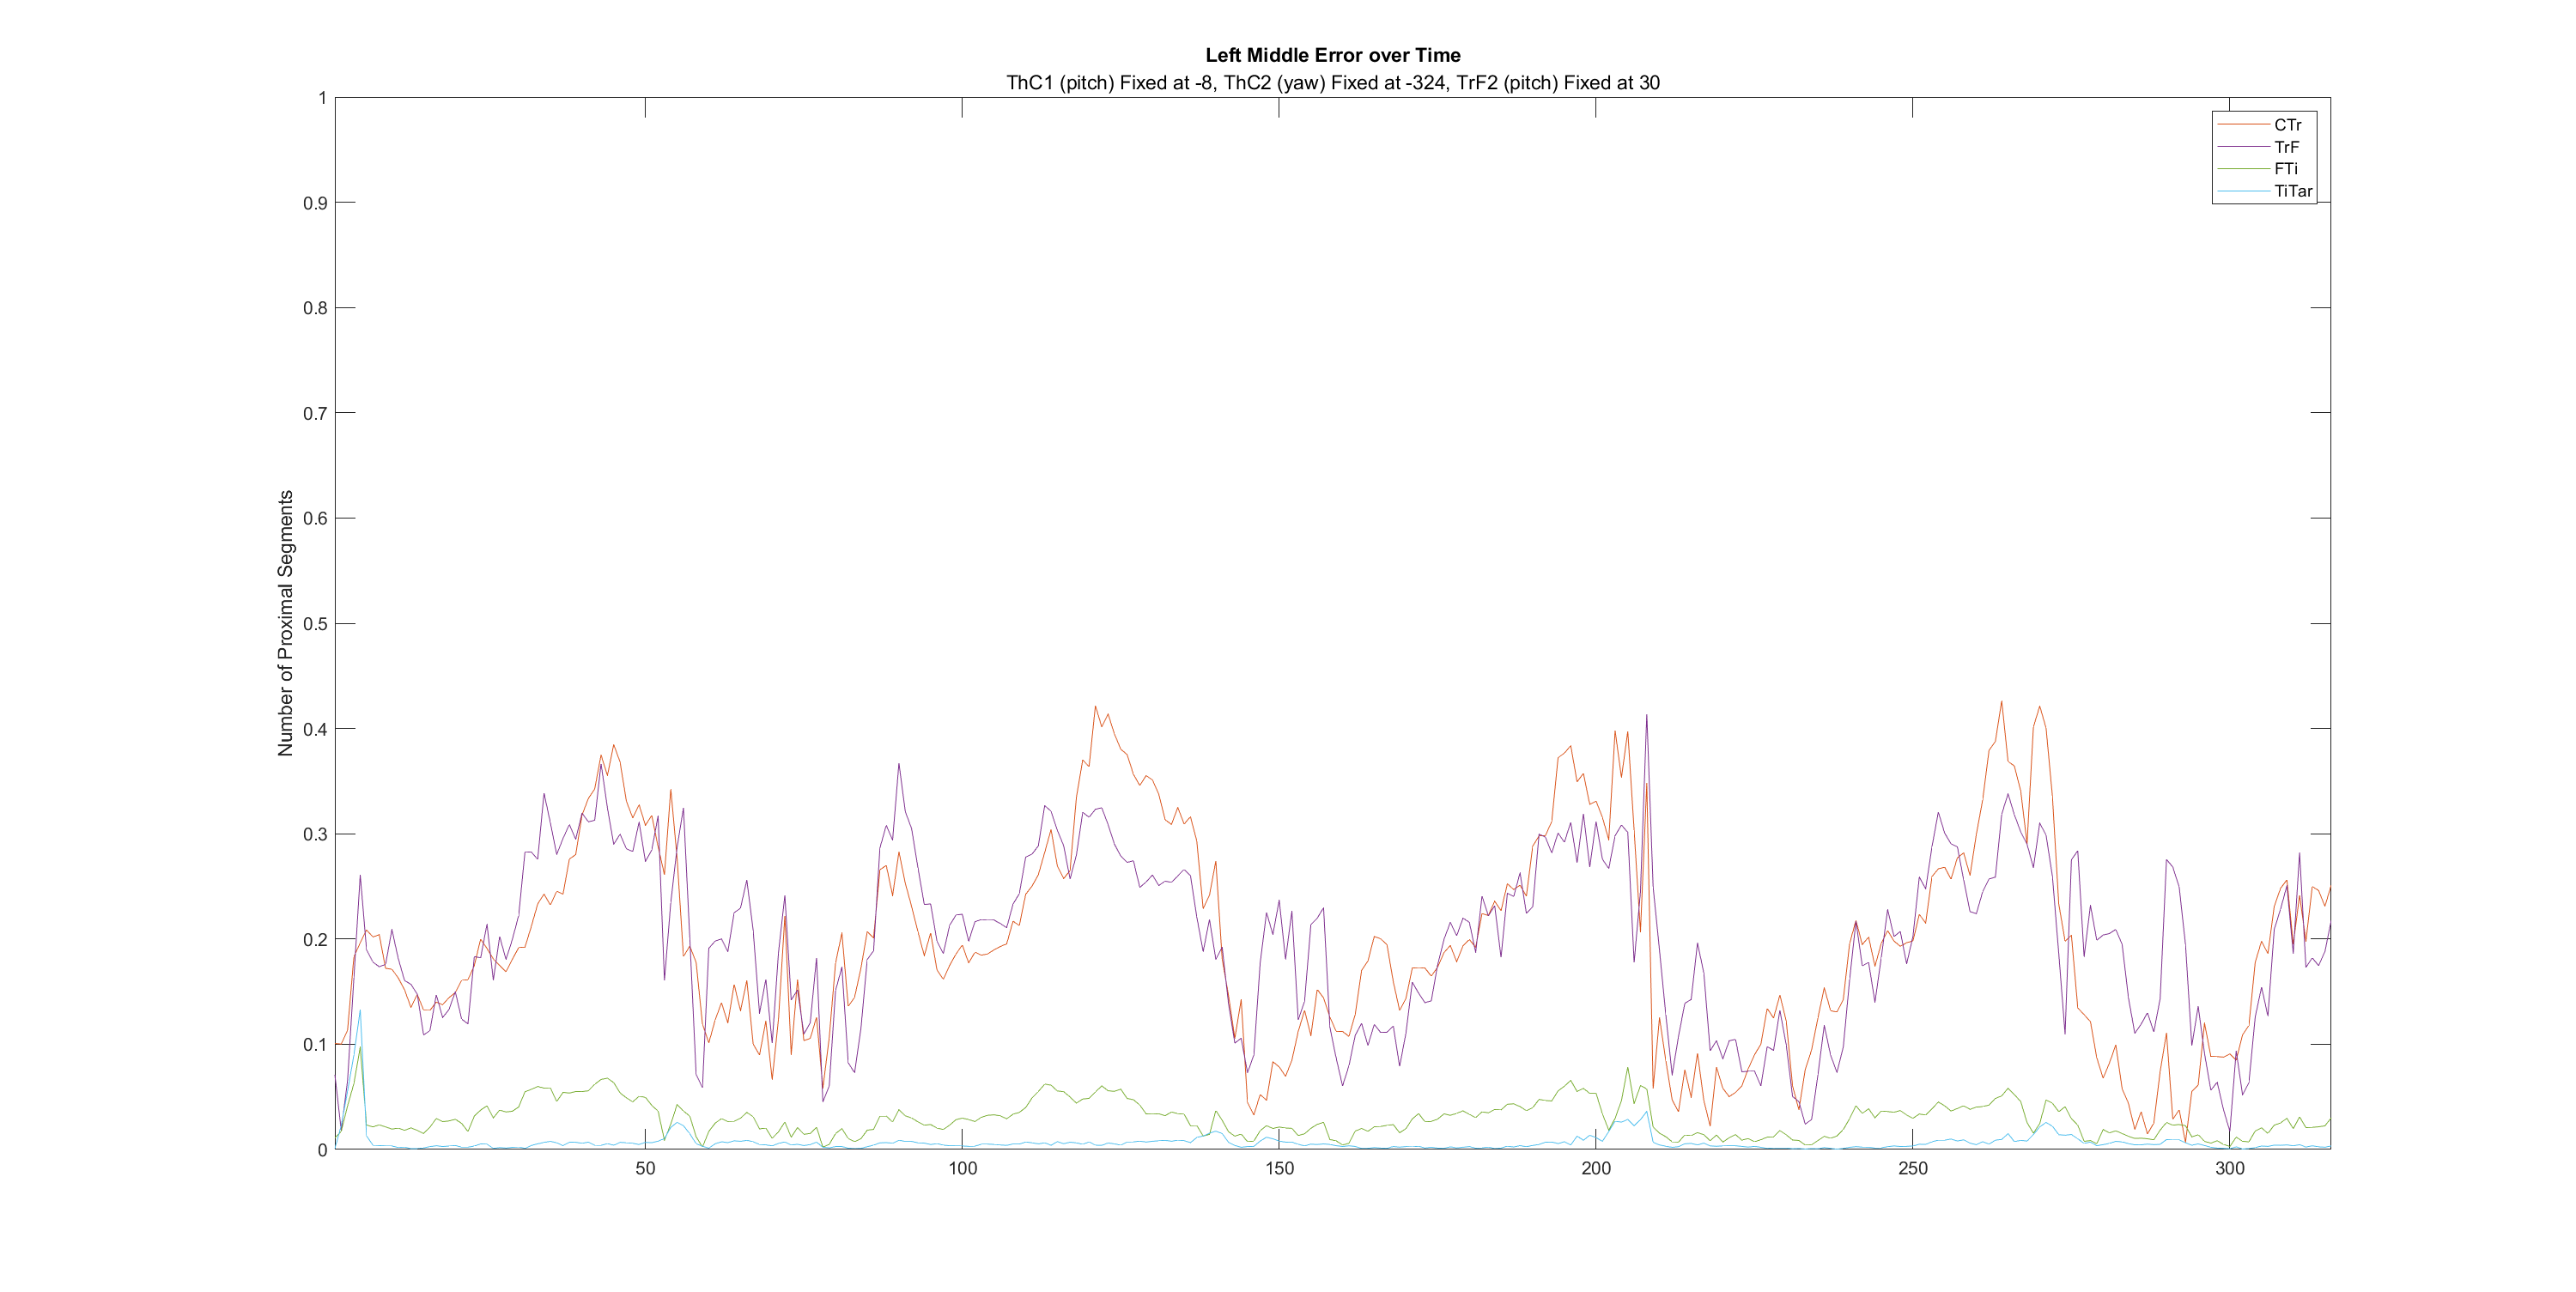 Left Middle Error over Time
ThC1 (pitch) Fixed at -8, ThC2 (yaw) Fixed at -324, TrF2 (pitch) Fixed at 30
1
0.9
0.8
0.7
0.6
0.5
0.4
0.3
0.2
0.1
0
Number of Proximal Segments
CTr
TrF
FTi
TiTar
50 100 150 200 250 300